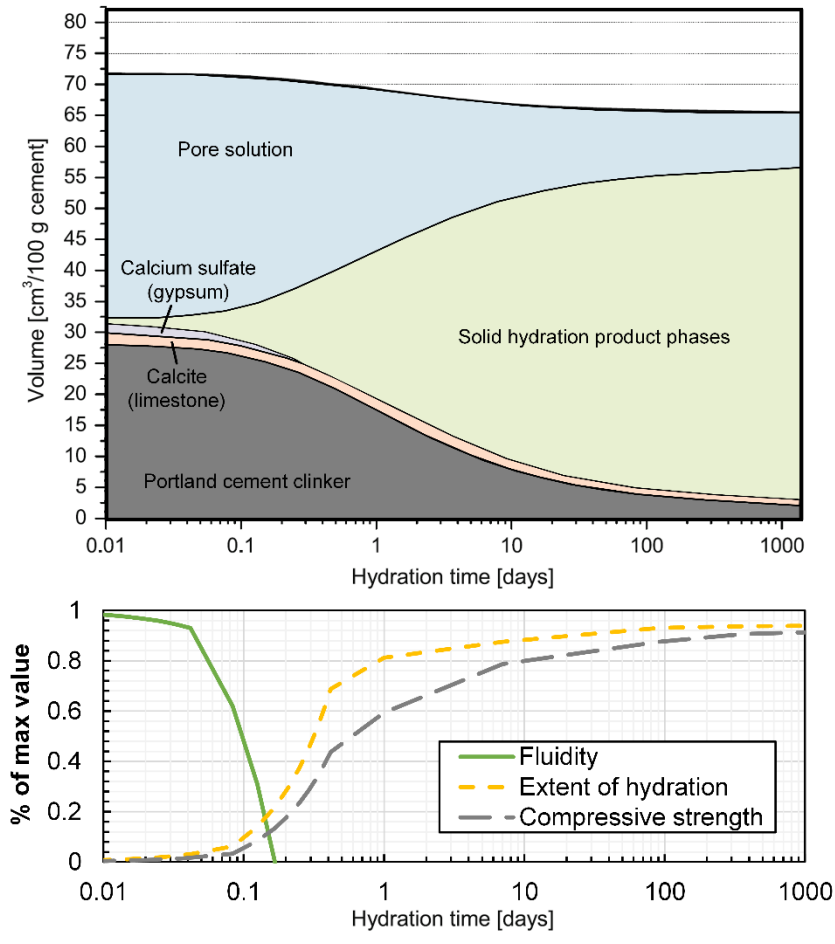 80
75
70
65
60
55
50
45
40
35
30
25
20
15
10
5
0
Volume [cm³/100 g cement]
Pore solution
Calcium sulfate
(gypsum)
Solid hydration product phases
Calcite
(limestone)
Portland cement clinker
0.01 0.1 1 10 100 1000
Hydration time [days]
1
0.8
0.6
0.4
0.2
0
% of max value
Fluidity
Extent of hydration
Compressive strength
0.01 0.1 1 10 100 1000
Hydration time [days]